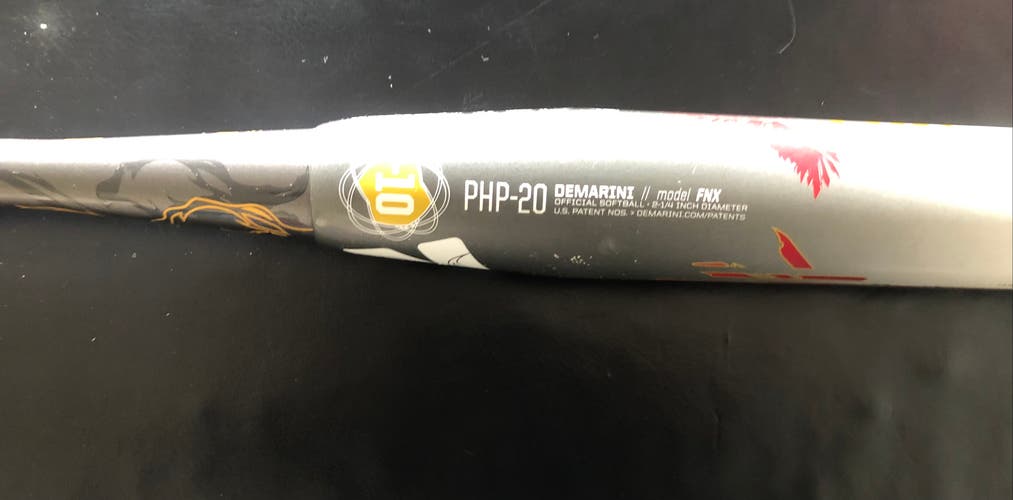 10
PHP-20
DEMARINI // model FNX
OFFICIAL SOFTBALL - 2-1/4 INCH DIAMETER
U.S. PATENT NOS. > DEMARINI.COM/PATENTS